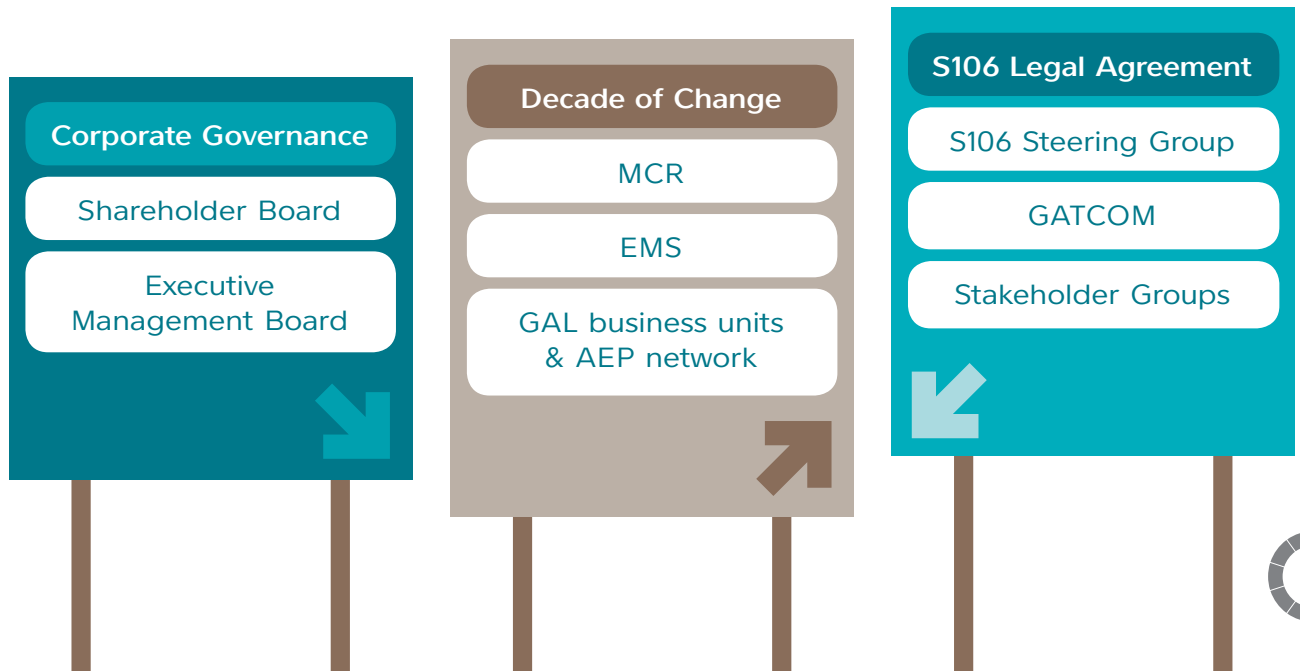 Corporate Governance
Shareholder Board
Executive
Management Board
Decade of Change
MCR
EMS
GAL business units
& AEP network
S106 Legal Agreement
S106 Steering Group
GATCOM
Stakeholder Groups